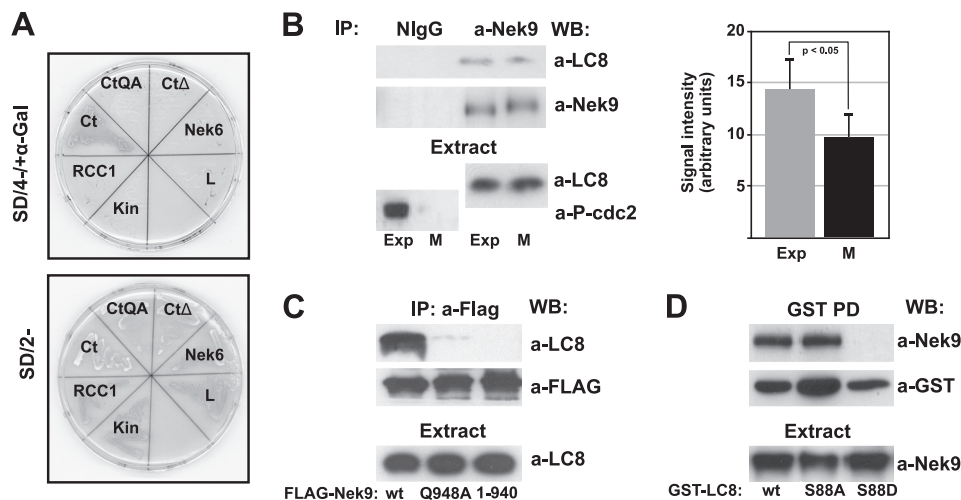 A
SD/4-/+α-Gal
CtQA
CtΔ
Ct
Nek6
RCC1
L
Kin
SD/2-
CtQA
CtΔ
Ct
Nek6
RCC1
L
Kin
B
IP: NIgG a-Nek9 WB:
a-LC8
a-Nek9
Extract
a-LC8
a-P-cdc2
Exp M Exp M
Signal intensity
(arbitrary units)
20
15
10
5
p < 0.05
Exp M
C
IP: a-Flag WB:
a-LC8
a-FLAG
Extract
a-LC8
FLAG-Nek9: wt Q948A 1-940
D
GST PD WB:
a-Nek9
a-GST
Extract
a-Nek9
GST-LC8: wt S88A S88D